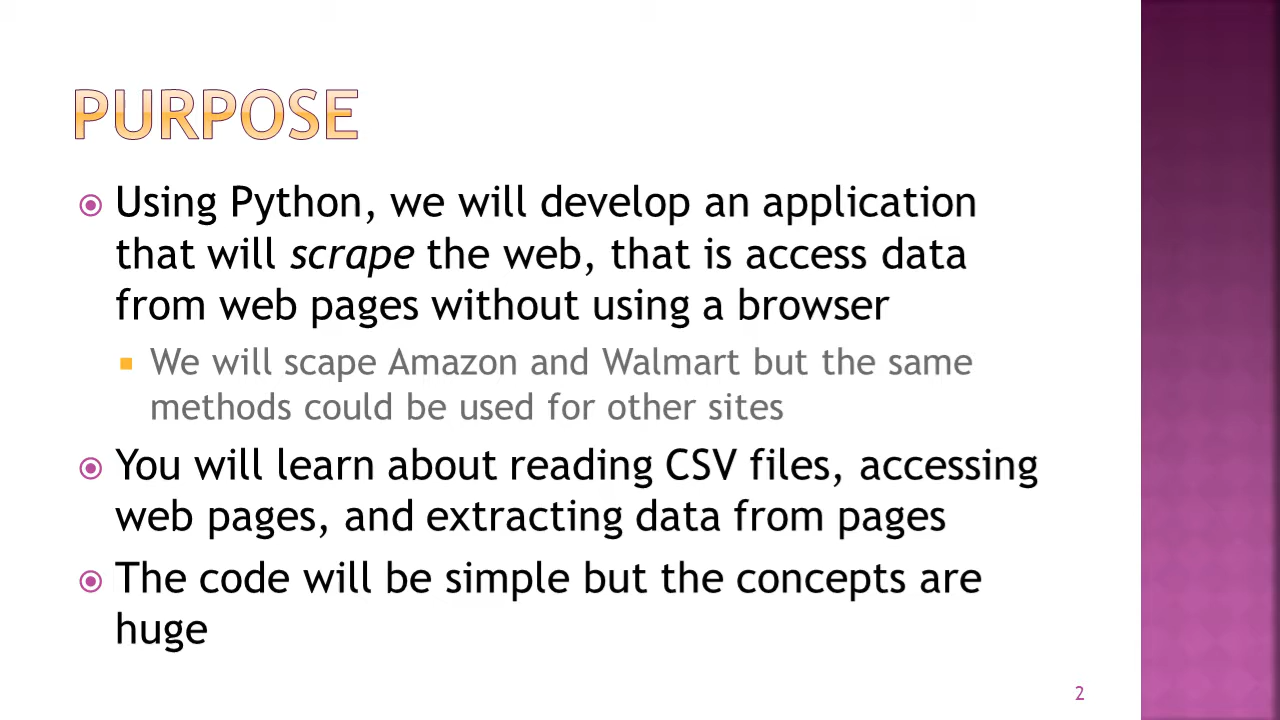 PURPOSE
Using Python, we will develop an application
that will scrape the web, that is access data
from web pages without using a browser
We will scape Amazon and Walmart but the same
methods could be used for other sites
You will learn about reading CSV files, accessing
web pages, and extracting data from pages
The code will be simple but the concepts are
huge
2